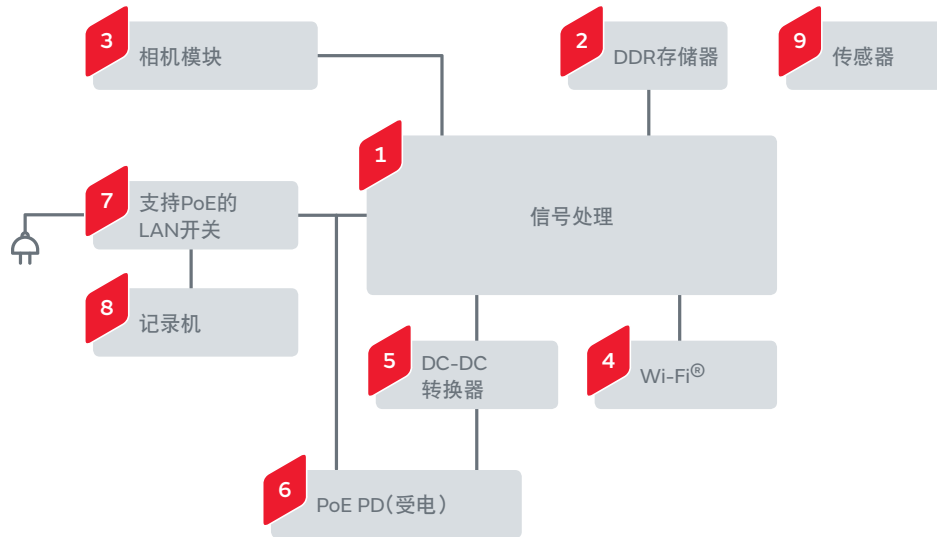 3
相机模块
2
DDR存储器
9
传感器
1
信号处理
7
支持PoE的
LAN开关
8
记录机
5
DC-DC
转换器
4
Wi-Fi®
6
PoE PD(受电)